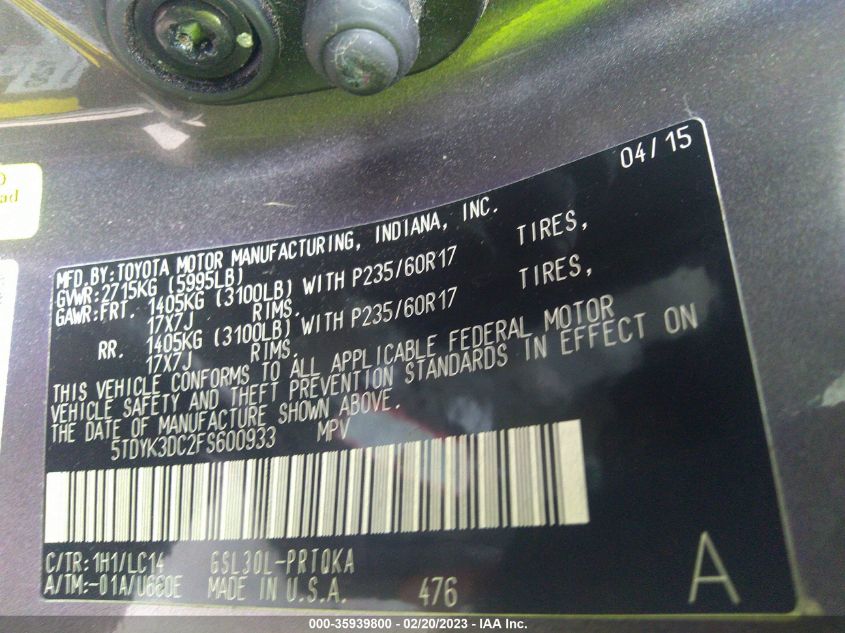 04/15
MFD.BY:TOYOTA MOTOR MANUFACTURING, INDIANA, INC.
GVWR:2715KG (5995LB)
GAWR:FRT. 1405KG (3100LB) WITH P235/60R17 TIRES,
17X7J RIMS.
RR. 1405KG (3100LB) WITH P235/60R17 TIRES,
17X7J RIMS.
THIS VEHICLE CONFORMS TO ALL APPLICABLE FEDERAL MOTOR
VEHICLE SAFETY AND THEFT PREVENTION STANDARDS IN EFFECT ON
THE DATE OF MANUFACTURE SHOWN ABOVE.
5TDYK3DC2FS600933 MPV
C/TR:1H1/LC14 GSL30L-PRTQKA
A/TM:-01A/U660E MADE IN U.S.A. 476 A
000-35939800 - 02/20/2023 - IAA Inc.